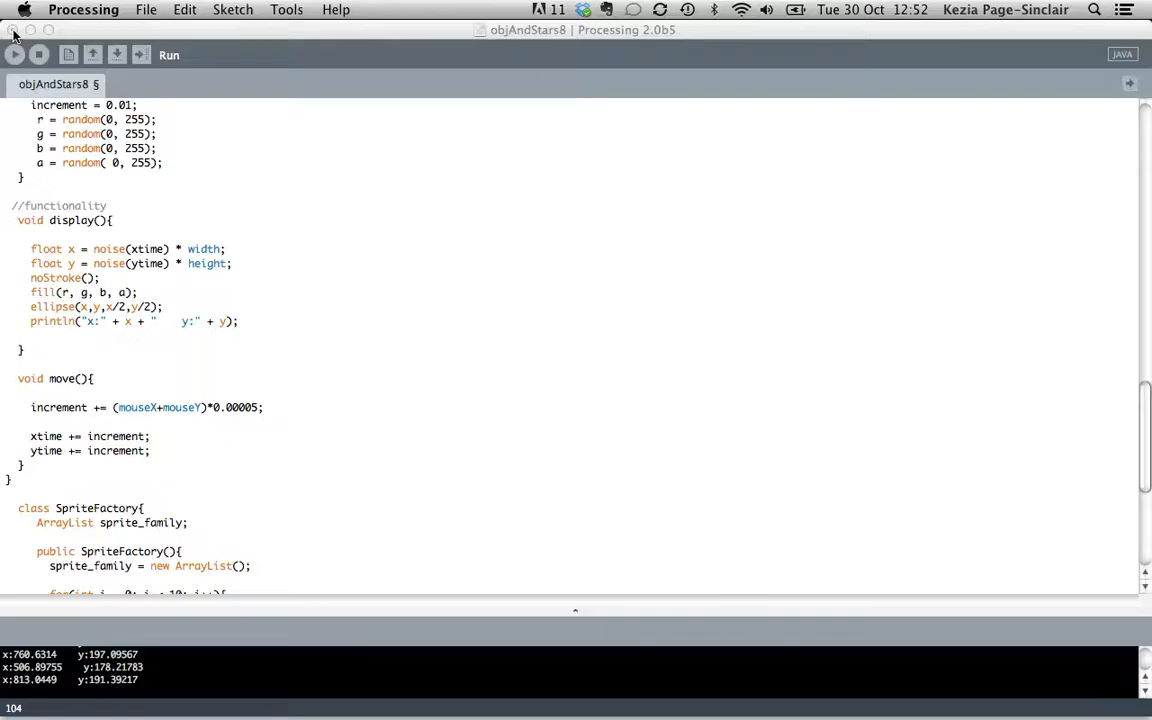 Processing File Edit Sketch Tools Help 11 Tue 30 Oct 12:52 Kezia Page-Sinclair
objAndStars8 | Processing 2.0b5
Run JAVA
objAndStars8 §
increment = 0.01;
r = random(0, 255);
g = random(0, 255);
b = random(0, 255);
a = random( 0, 255);
}
//functionality
void display(){
float x = noise(xtime) * width;
float y = noise(ytime) * height;
noStroke();
fill(r, g, b, a);
ellipse(x,y,x/2,y/2);
println("x:" + x + "    y:" + y);
}
void move(){
increment += (mouseX+mouseY)*0.00005;
xtime += increment;
ytime += increment;
}
}
class SpriteFactory{
ArrayList sprite_family;
public SpriteFactory(){
sprite_family = new ArrayList();
for(int i = 0; i < 10; i++){
x:760.6314    y:197.09567
x:506.89755    y:178.21783
x:813.0449    y:191.39217
104